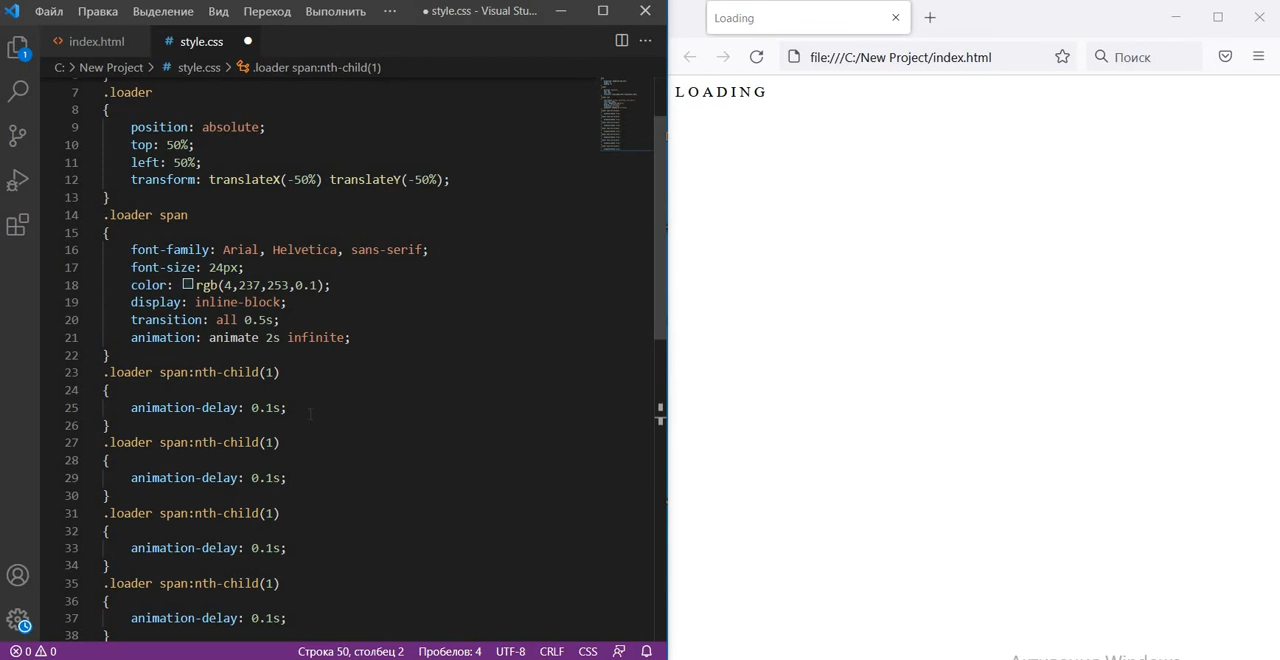 Файл Правка Выделение Вид Переход Выполнить ··· ● style.css - Visual Stu...
index.html # style.css ●
C: > New Project > # style.css > .loader span:nth-child(1)
7 .loader
8 {
9 position: absolute;
10 top: 50%;
11 left: 50%;
12 transform: translateX(-50%) translateY(-50%);
13 }
14 .loader span
15 {
16 font-family: Arial, Helvetica, sans-serif;
17 font-size: 24px;
18 color: rgb(4,237,253,0.1);
19 display: inline-block;
20 transition: all 0.5s;
21 animation: animate 2s infinite;
22 }
23 .loader span:nth-child(1)
24 {
25 animation-delay: 0.1s;
26 }
27 .loader span:nth-child(1)
28 {
29 animation-delay: 0.1s;
30 }
31 .loader span:nth-child(1)
32 {
33 animation-delay: 0.1s;
34 }
35 .loader span:nth-child(1)
36 {
37 animation-delay: 0.1s;
38 }
1
0 0 Строка 50, столбец 2 Пробелов: 4 UTF-8 CRLF CSS
Loading
file:///C:/New Project/index.html Поиск
L O A D I N G